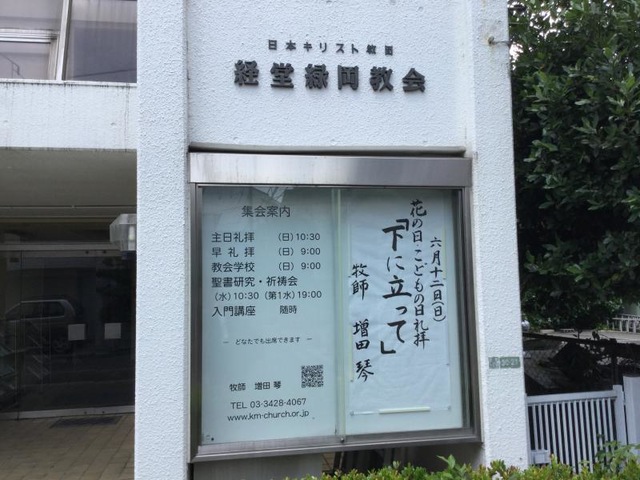 日本キリスト教団
経堂緑岡教会
集会案内
主日礼拝 (日)10:30
早 礼 拝 (日) 9:00
教会学校 (日) 9:00
聖書研究・祈祷会
(水)10:30 (第1水)19:00
入門講座 随時
― どなたでも出席できます ―
牧師 増田 琴
TEL 03-3428-4067
www.km-church.or.jp
六月十二日(日)
花の日・こどもの日礼拝
「下に立って」
牧師 増田 琴